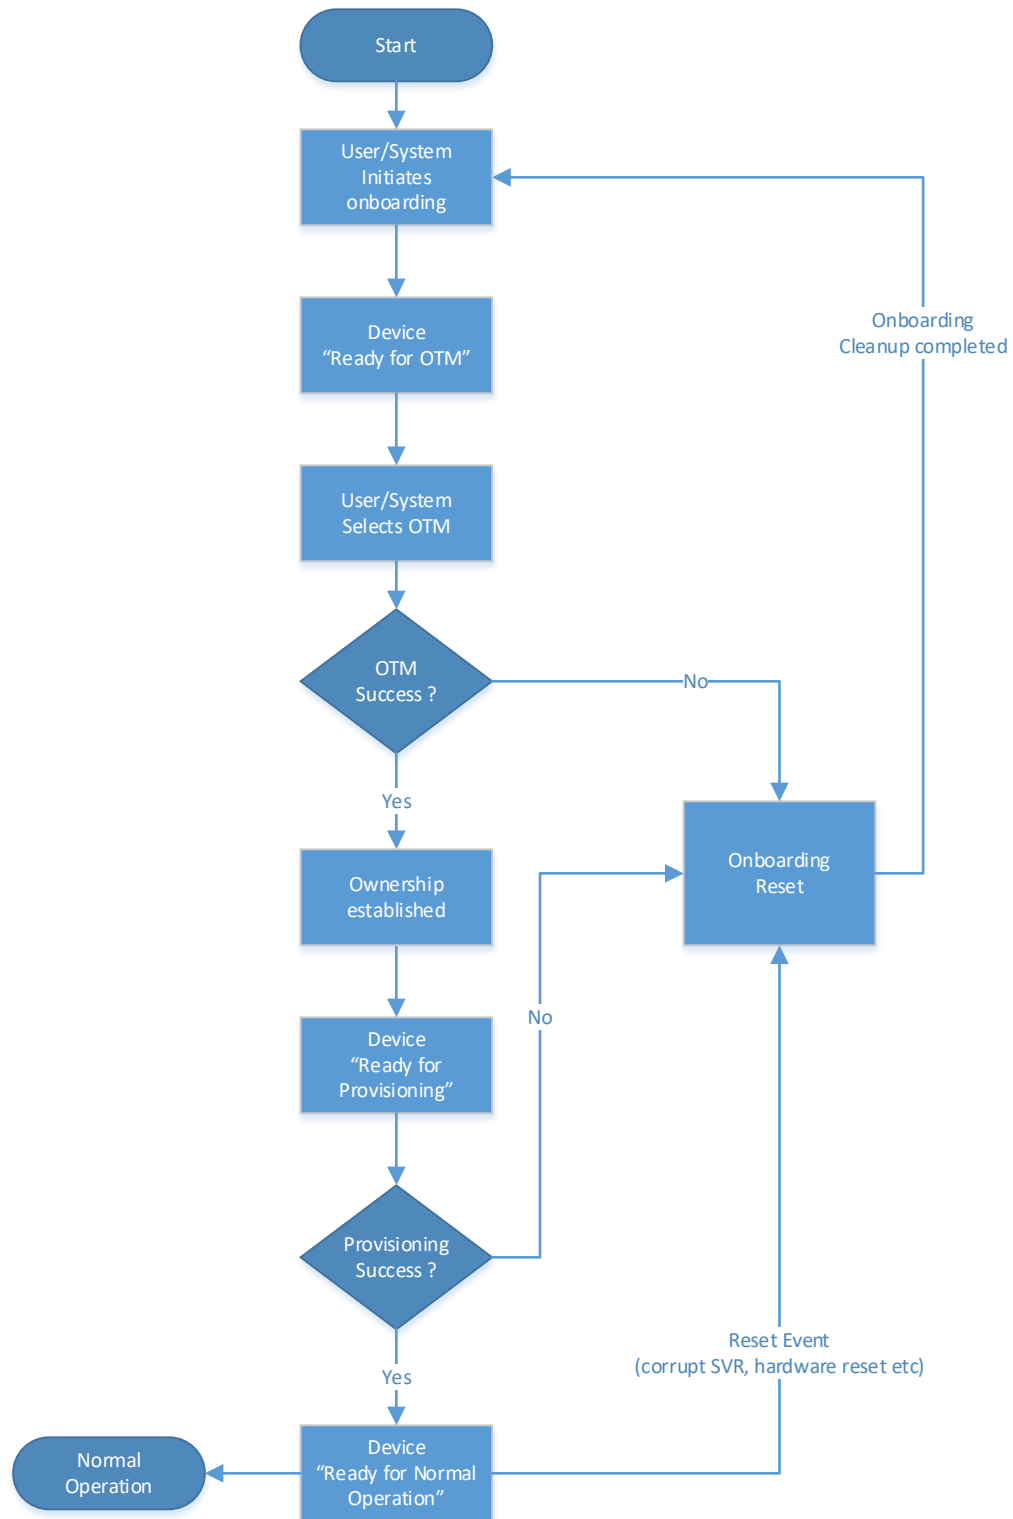 Start
User/System
Initiates
onboarding
Onboarding
Cleanup completed
Device
“Ready for OTM”
User/System
Selects OTM
OTM
Success ?
No
Yes
Onboarding
Reset
Ownership
established
No
Device
“Ready for
Provisioning”
Provisioning
Success ?
Reset Event
(corrupt SVR, hardware reset etc)
Yes
Normal
Operation
Device
“Ready for Normal
Operation”